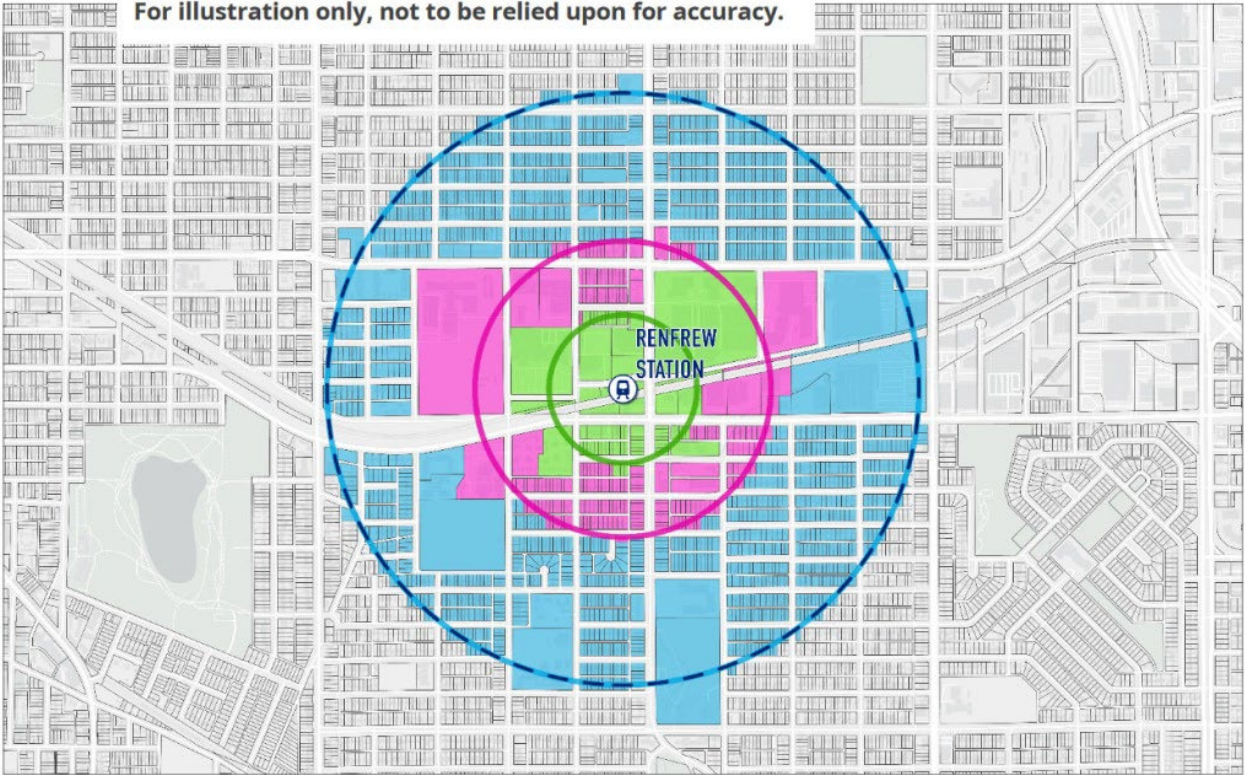 For illustration only, not to be relied upon for accuracy.
RENFREW
STATION